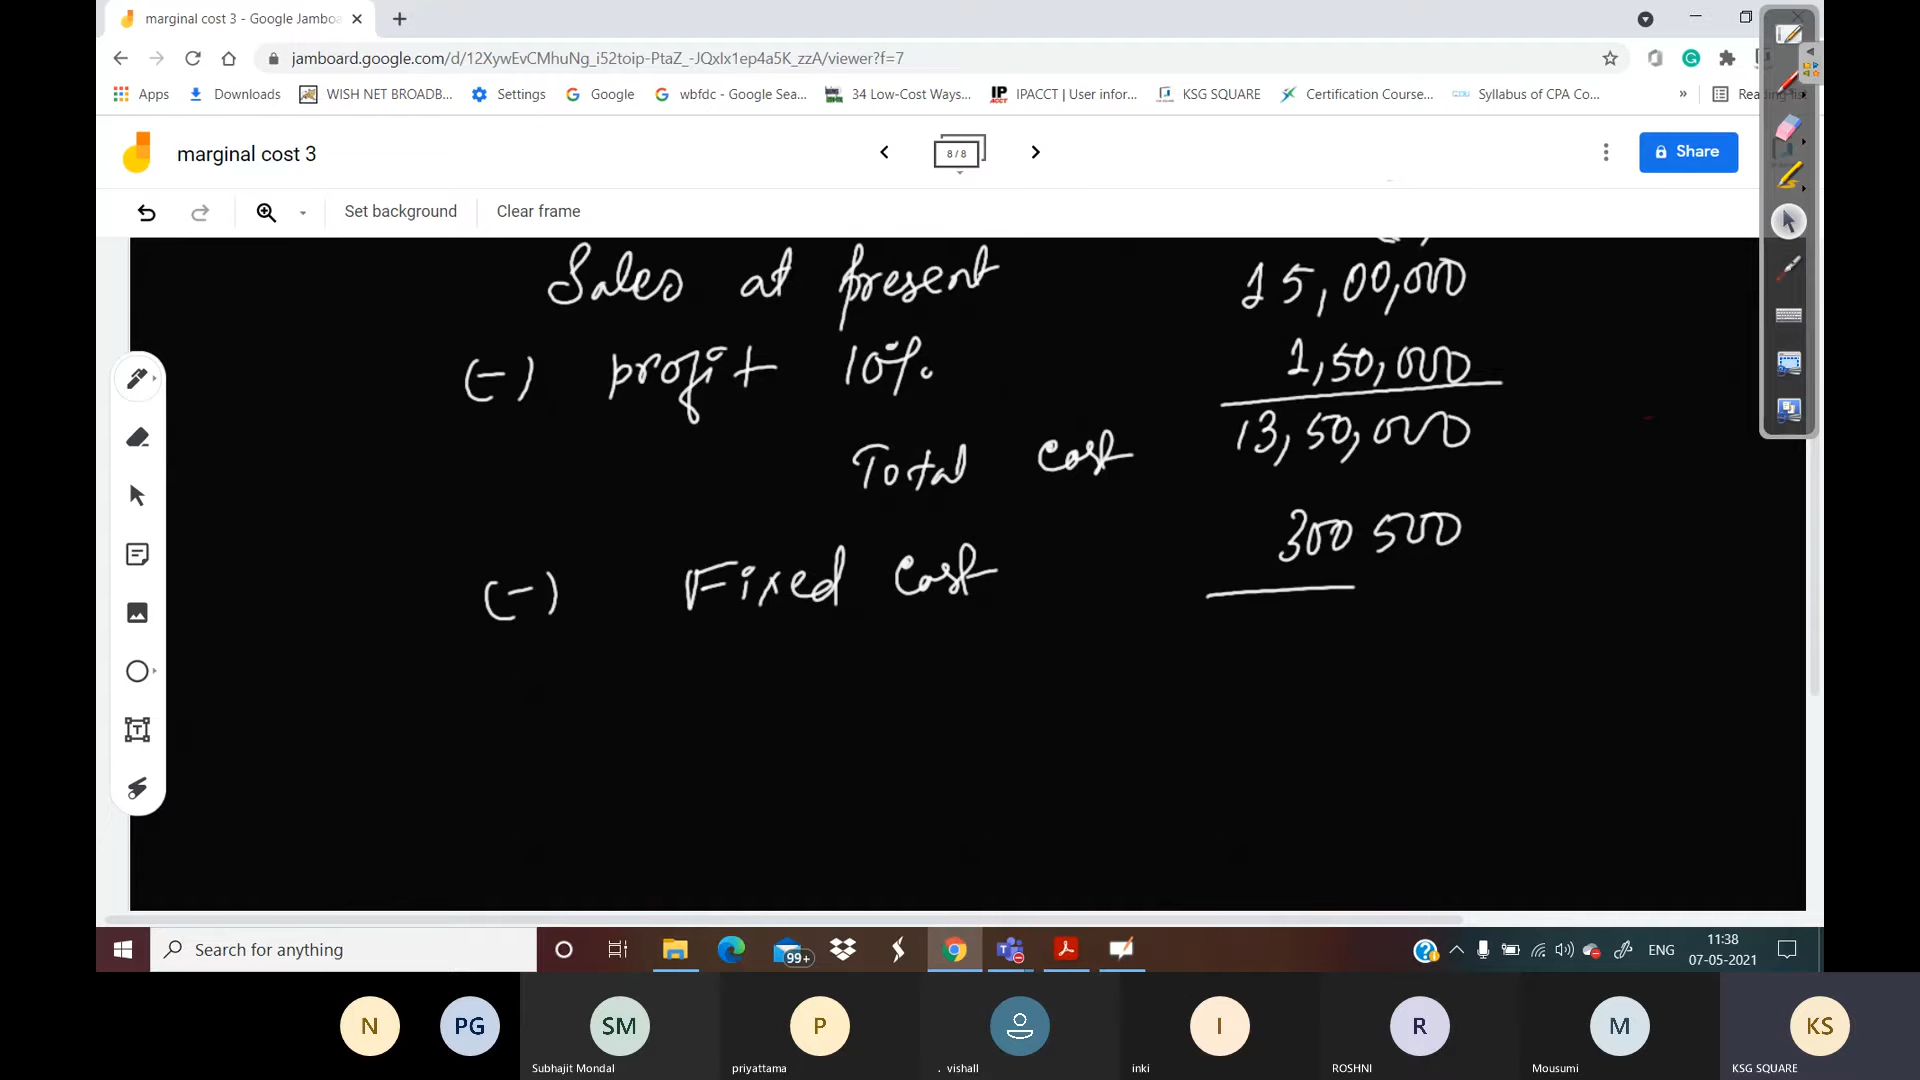 marginal cost 3 - Google Jambo
jamboard.google.com/d/12XywEvCMhuNg_i52toip-PtaZ_-JQxlx1ep4a5K_zzA/viewer?f=7
Apps Downloads WISH NET BROADB... Settings Google wbfdc - Google Sea... 34 Low-Cost Ways... IPACCT | User infor... KSG SQUARE Certification Course... Syllabus of CPA Co... »
marginal cost 3 8 / 8 Share
Set background Clear frame
Sales at present 15,00,000
(-) profit 10% 1,50,000
Total cost 13,50,000
300 500
(-) Fixed cost
Search for anything 99+ ENG 11:38
07-05-2021
N PG SM P I R M KS
Subhajit Mondal priyattama . vishall inki ROSHNI Mousumi KSG SQUARE